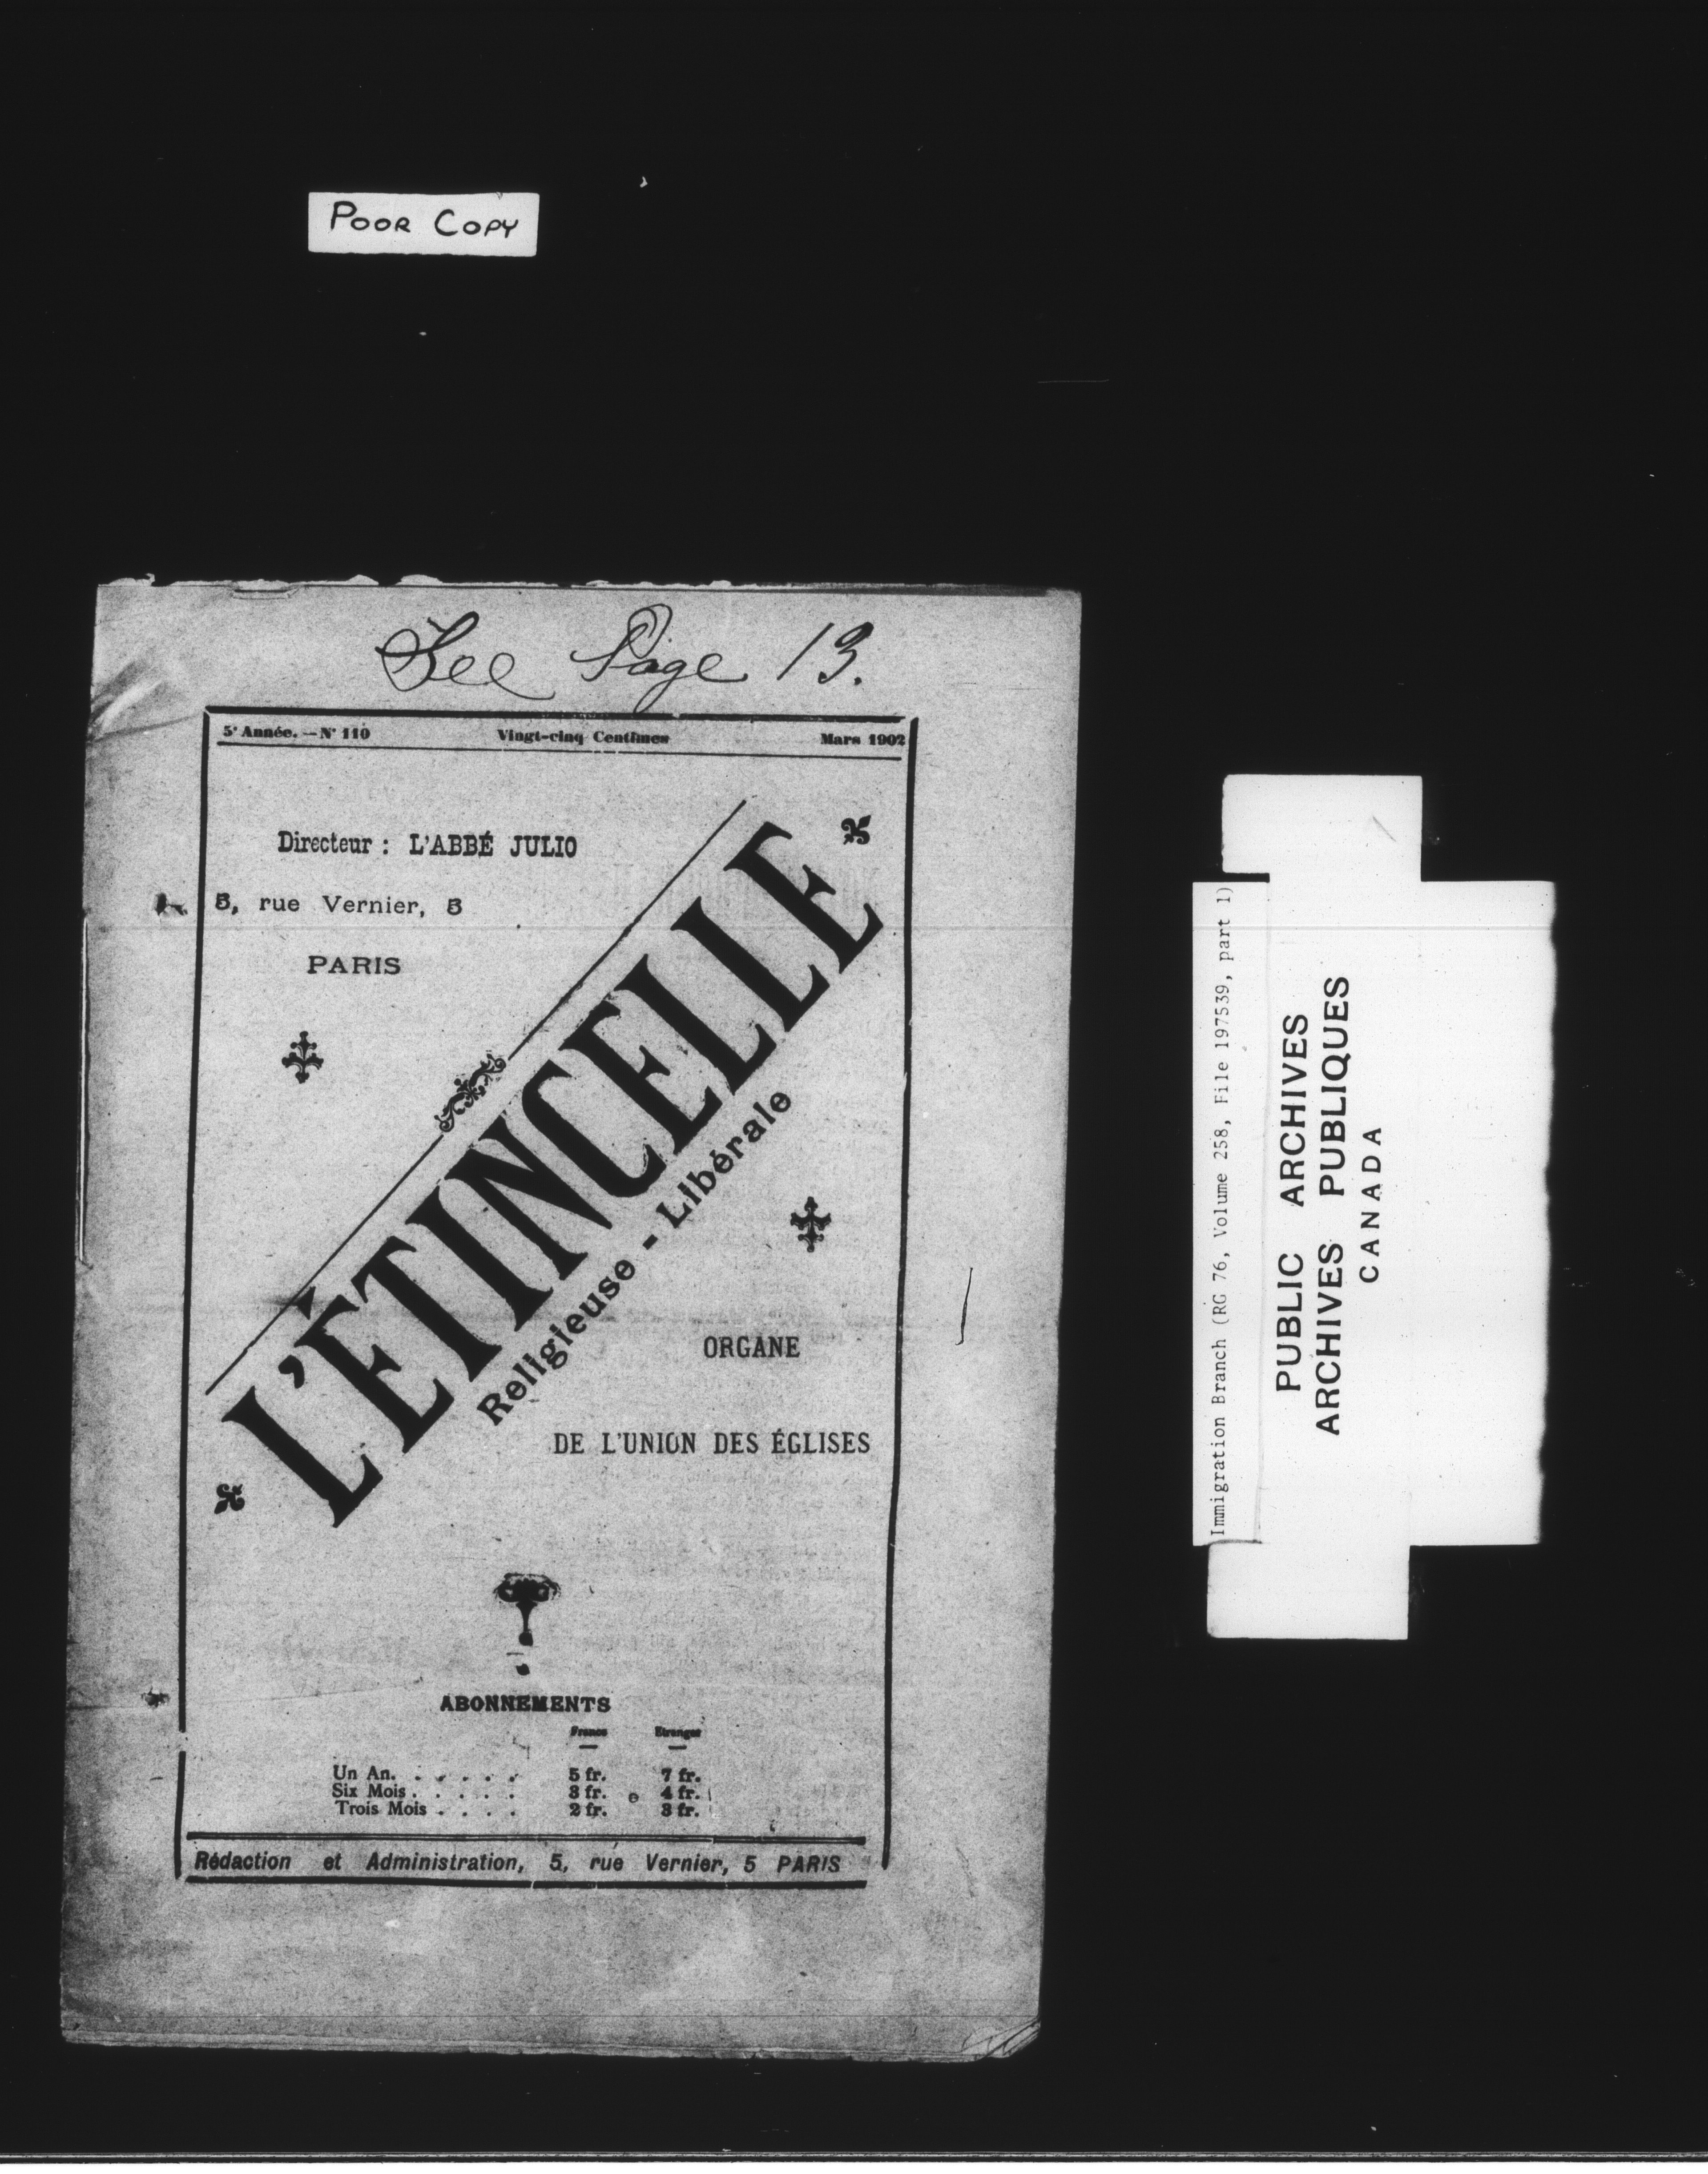 POOR COPY
See Page 13.
5e Année. — No 110 Vingt-cinq Centimes Mars 1902
Directeur : L'ABBÉ JULIO
5, rue Vernier, 5
PARIS
L'ÉTINCELLE
Religieuse - Libérale
ORGANE
DE L'UNION DES ÉGLISES
ABONNEMENTS
France Etranger
Un An. . . . . . 5 fr. 7 fr.
Six Mois . . . . . 3 fr. 4 fr.
Trois Mois . . . . 2 fr. 3 fr.
Rédaction et Administration, 5, rue Vernier, 5 PARIS
Immigration Branch (RG 76, Volume 258, File 197539, part 1)
PUBLIC ARCHIVES
ARCHIVES PUBLIQUES
CANADA